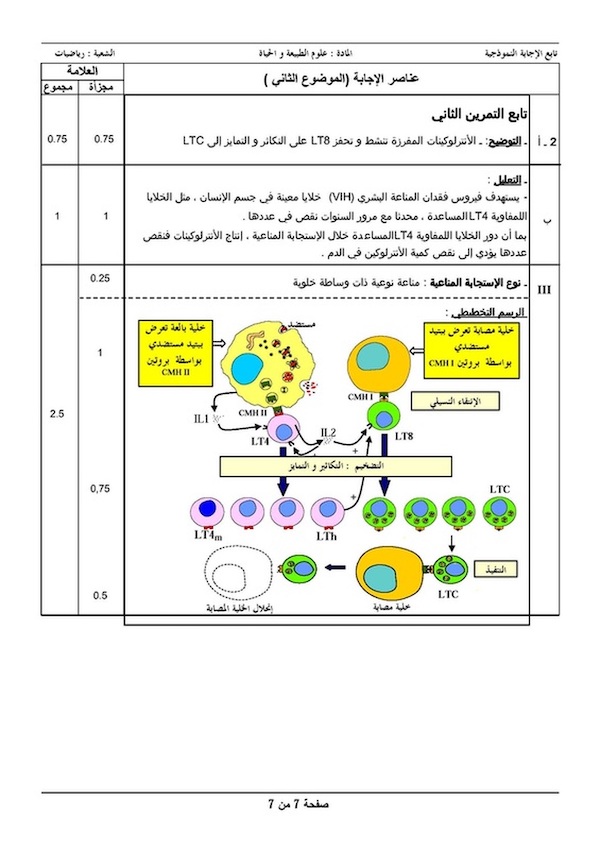 تابع الإجابة النموذجية المادة : علوم الطبيعة و الحياة الشعبة : رياضيات
عناصر الإجابة (الموضوع الثاني ) العلامة
مجزأة مجموع
تابع التمرين الثاني
2 ـ أ ـ التوضيح: ـ الأنترلوكينات المفرزة تنشط و تحفز LT8 على التكاثر و التمايز إلى LTC 0.75 0.75
ـ التعليل :
- يستهدف فيروس فقدان المناعة البشري (VIH) خلايا معينة في جسم الإنسان ، مثل الخلايا
اللمفاوية LT4المساعدة ، محدثا مع مرور السنوات نقص في عددها .
ب 1 1
بما أن دور الخلايا اللمفاوية LT4المساعدة خلال الإستجابة المناعية ، إنتاج الأنترلوكينات فنقص
عددها يؤدي إلى نقص كمية الأنترلوكين في الدم .
III ـ نوع الإستجابة المناعية : مناعة نوعية ذات وساطة خلوية 0.25
الرسم التخطيطي :
خلية مصابة تعرض ببتيد
مستضدي
بواسطة بروتين CMH I
مستضد
خلية بالعة تعرض
ببتيد مستضدي
بواسطة بروتين
CMH II
1
CMH I
CMH II
الإنتقاء النسيلي
IL1
IL2
LT4
LT8
2.5
+
+
التضخيم : التكاثير و التمايز
0,75
LTC
LT4m
LTh
التنفيذ
LTC
خلية مصابة
إنحلال الخلية المصابة
0.5
صفحة 7 من 7